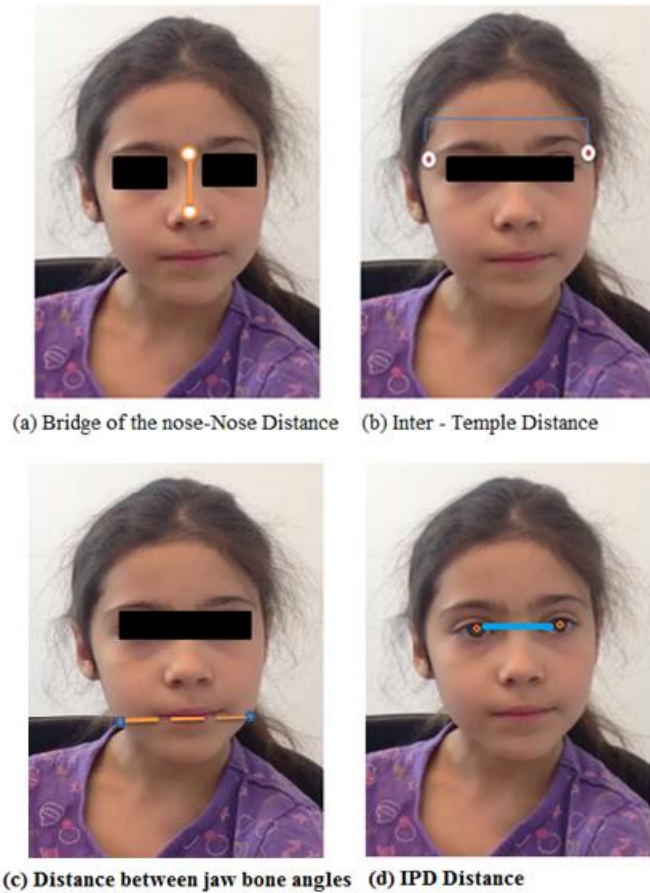 (a) Bridge of the nose-Nose Distance
(b) Inter - Temple Distance
(c) Distance between jaw bone angles
(d) IPD Distance